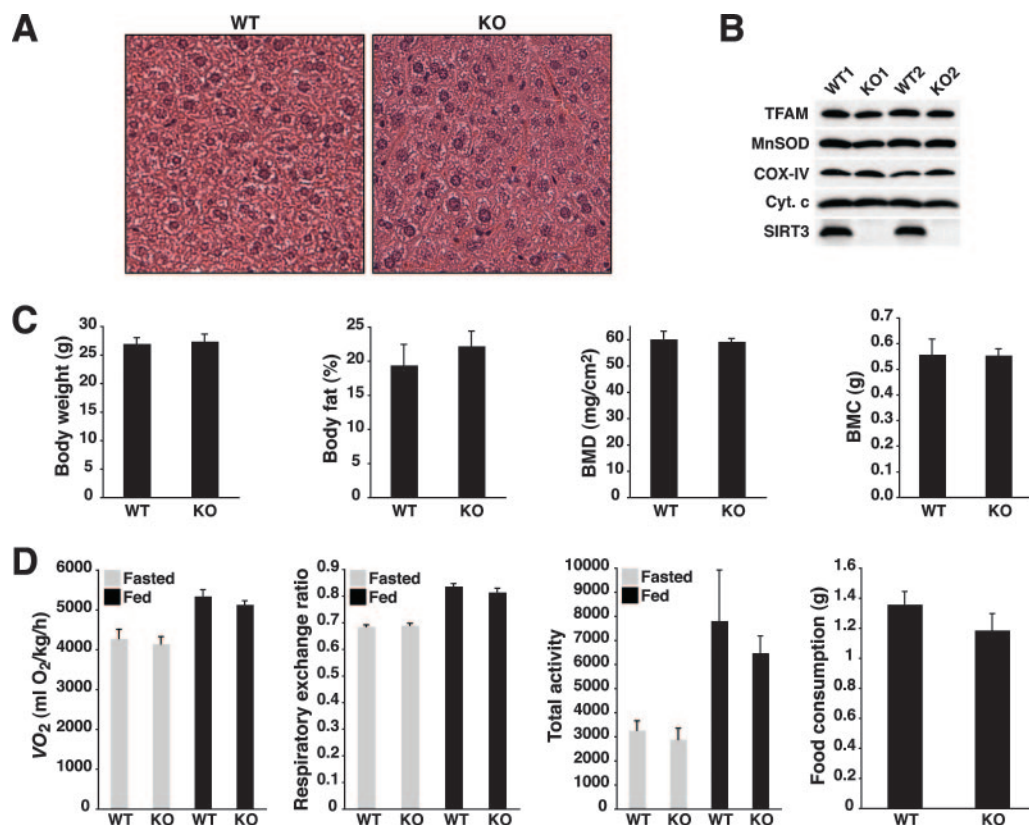 A
WT
KO
B
WT1 KO1 WT2 KO2
TFAM
MnSOD
COX-IV
Cyt. c
SIRT3
C
Body weight (g)
30
25
20
15
10
5
0
WT KO
Body fat (%)
25
20
15
10
5
0
WT KO
BMD (mg/cm²)
60
50
40
30
20
10
0
WT KO
BMC (g)
0.7
0.6
0.5
0.4
0.3
0.2
0.1
0.0
WT KO
D
VO₂ (ml O₂/kg/h)
6000
5000
4000
3000
2000
1000
0
Fasted
Fed
WT KO WT KO
Respiratory exchange ratio
0.9
0.8
0.7
0.6
0.5
0.4
0.3
0.2
0.1
0
Fasted
Fed
WT KO WT KO
Total activity
10000
9000
8000
7000
6000
5000
4000
3000
2000
1000
0
Fasted
Fed
WT KO WT KO
Food consumption (g)
1.6
1.4
1.2
1
0.8
0.6
0.4
0.2
0
WT KO